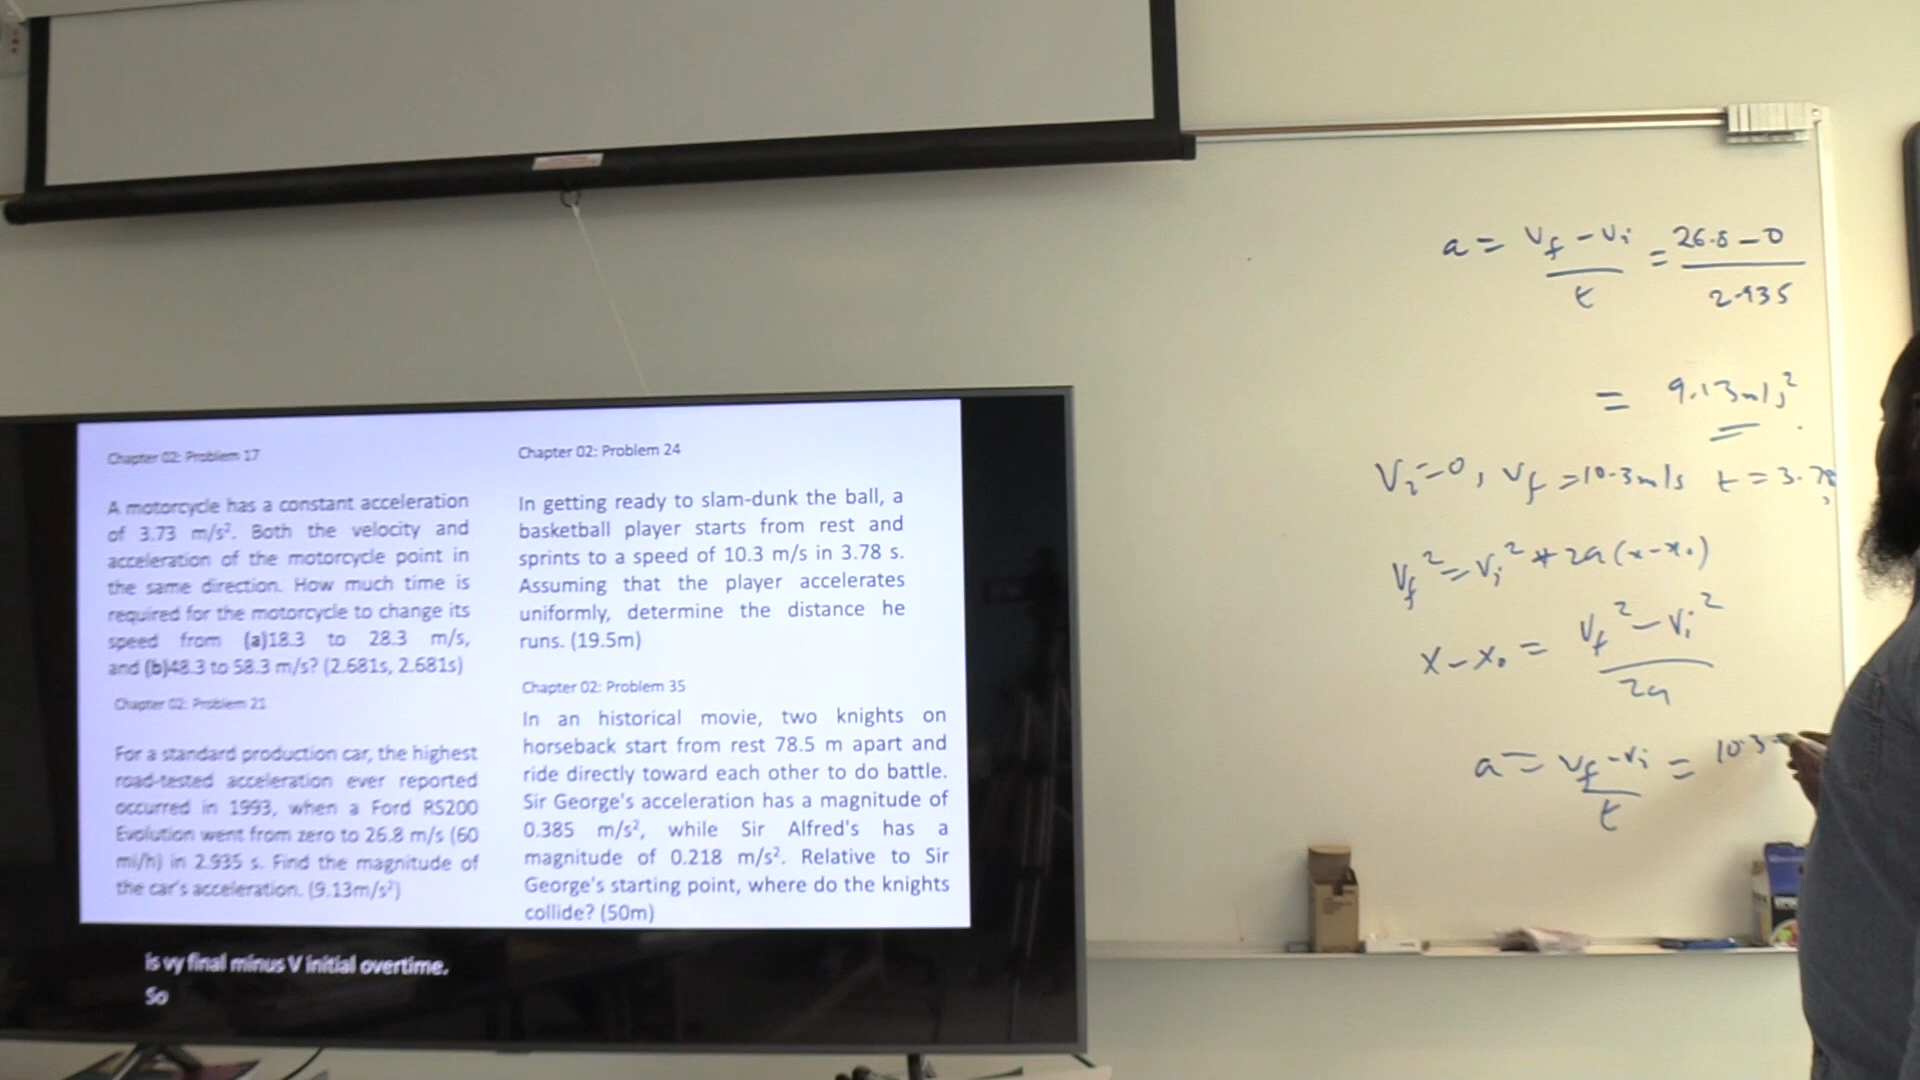 Chapter 02: Problem 17
A motorcycle has a constant acceleration
of 3.73 m/s². Both the velocity and
acceleration of the motorcycle point in
the same direction. How much time is
required for the motorcycle to change its
speed from (a)18.3 to 28.3 m/s,
and (b)48.3 to 58.3 m/s? (2.681s, 2.681s)
Chapter 02: Problem 21
For a standard production car, the highest
road-tested acceleration ever reported
occurred in 1993, when a Ford RS200
Evolution went from zero to 26.8 m/s (60
mi/h) in 2.935 s. Find the magnitude of
the car's acceleration. (9.13m/s²)
Chapter 02: Problem 24
In getting ready to slam-dunk the ball, a
basketball player starts from rest and
sprints to a speed of 10.3 m/s in 3.78 s.
Assuming that the player accelerates
uniformly, determine the distance he
runs. (19.5m)
Chapter 02: Problem 35
In an historical movie, two knights on
horseback start from rest 78.5 m apart and
ride directly toward each other to do battle.
Sir George's acceleration has a magnitude of
0.385 m/s², while Sir Alfred's has a
magnitude of 0.218 m/s². Relative to Sir
George's starting point, where do the knights
collide? (50m)
is vy final minus V initial overtime.
So
a = vf - vi / t = 26.8 - 0 / 2.935
= 9.13 m/s²
Vi = 0, Vf = 10.3 m/s t = 3.78
Vf² = Vi² + 2a (x - x₀)
x - x₀ = Vf² - Vi² / 2a
a = Vf - Vi / t = 10.3 -